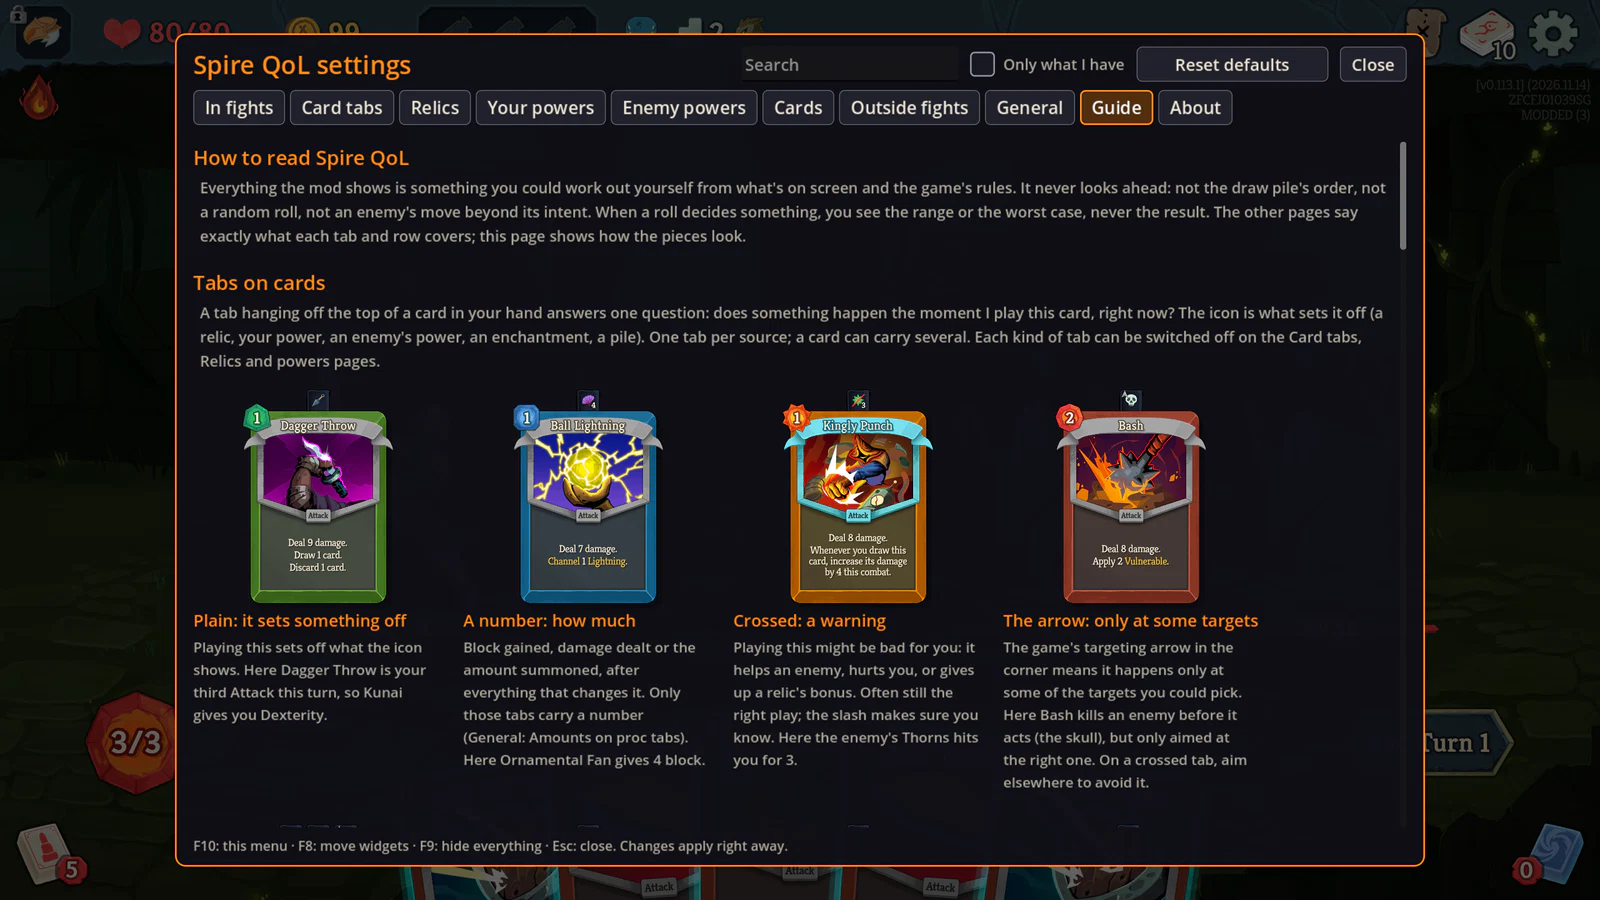 80/80
99
2
10
Spire QoL settings
Search
Only what I have
Reset defaults
Close
In fights
Card tabs
Relics
Your powers
Enemy powers
Cards
Outside fights
General
Guide
About
[v0.113.1] (2026.11.14)
ZFCFJ01039SG
MODDED (3)
How to read Spire QoL
Everything the mod shows is something you could work out yourself from what's on screen and the game's rules. It never looks ahead: not the draw pile's order, not
a random roll, not an enemy's move beyond its intent. When a roll decides something, you see the range or the worst case, never the result. The other pages say
exactly what each tab and row covers; this page shows how the pieces look.
Tabs on cards
A tab hanging off the top of a card in your hand answers one question: does something happen the moment I play this card, right now? The icon is what sets it off (a
relic, your power, an enemy's power, an enchantment, a pile). One tab per source; a card can carry several. Each kind of tab can be switched off on the Card tabs,
Relics and powers pages.
1
Dagger Throw
Attack
Deal 9 damage.
Draw 1 card.
Discard 1 card.
Plain: it sets something off
Playing this sets off what the icon
shows. Here Dagger Throw is your
third Attack this turn, so Kunai
gives you Dexterity.
4
1
Ball Lightning
Attack
Deal 7 damage.
Channel 1 Lightning.
A number: how much
Block gained, damage dealt or the
amount summoned, after
everything that changes it. Only
those tabs carry a number
(General: Amounts on proc tabs).
Here Ornamental Fan gives 4 block.
3
1
Kingly Punch
Attack
Deal 8 damage.
Whenever you draw this
card, increase its damage
by 4 this combat.
Crossed: a warning
Playing this might be bad for you: it
helps an enemy, hurts you, or gives
up a relic's bonus. Often still the
right play; the slash makes sure you
know. Here the enemy's Thorns hits
you for 3.
2
Bash
Attack
Deal 8 damage.
Apply 2 Vulnerable.
The arrow: only at some targets
The game's targeting arrow in the
corner means it happens only at
some of the targets you could pick.
Here Bash kills an enemy before it
acts (the skull), but only aimed at
the right one. On a crossed tab, aim
elsewhere to avoid it.
3/3
Turn 1
F10: this menu · F8: move widgets · F9: hide everything · Esc: close. Changes apply right away.
5
Attack
Attack
Attack
0